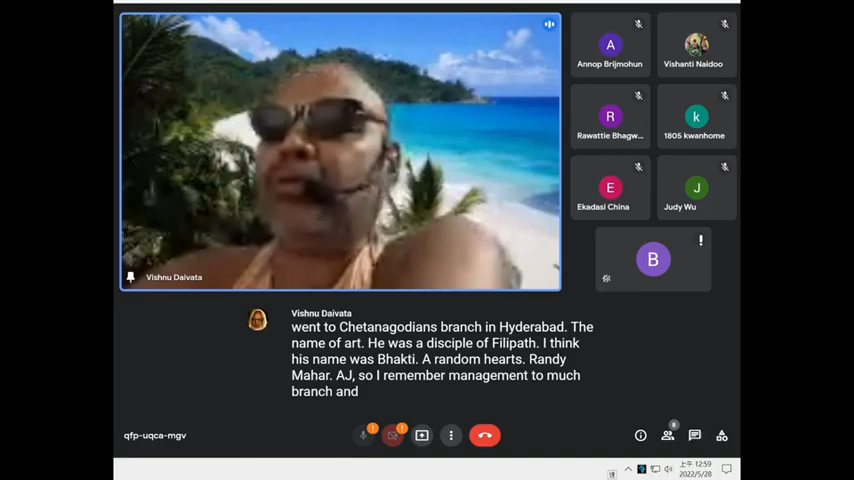 A
Annop Brijmohun
Vishanti Naidoo
R
Rawattie Bhagw...
k
1805 kwanhome
E
Ekadasi China
J
Judy Wu
B
你
Vishnu Daivata
Vishnu Daivata
went to Chetanagodians branch in Hyderabad. The
name of art. He was a disciple of Filipath. I think
his name was Bhakti. A random hearts. Randy
Mahar. AJ, so I remember management to much
branch and
qfp-uqca-mgv
8
上午 12:59
2022/5/28